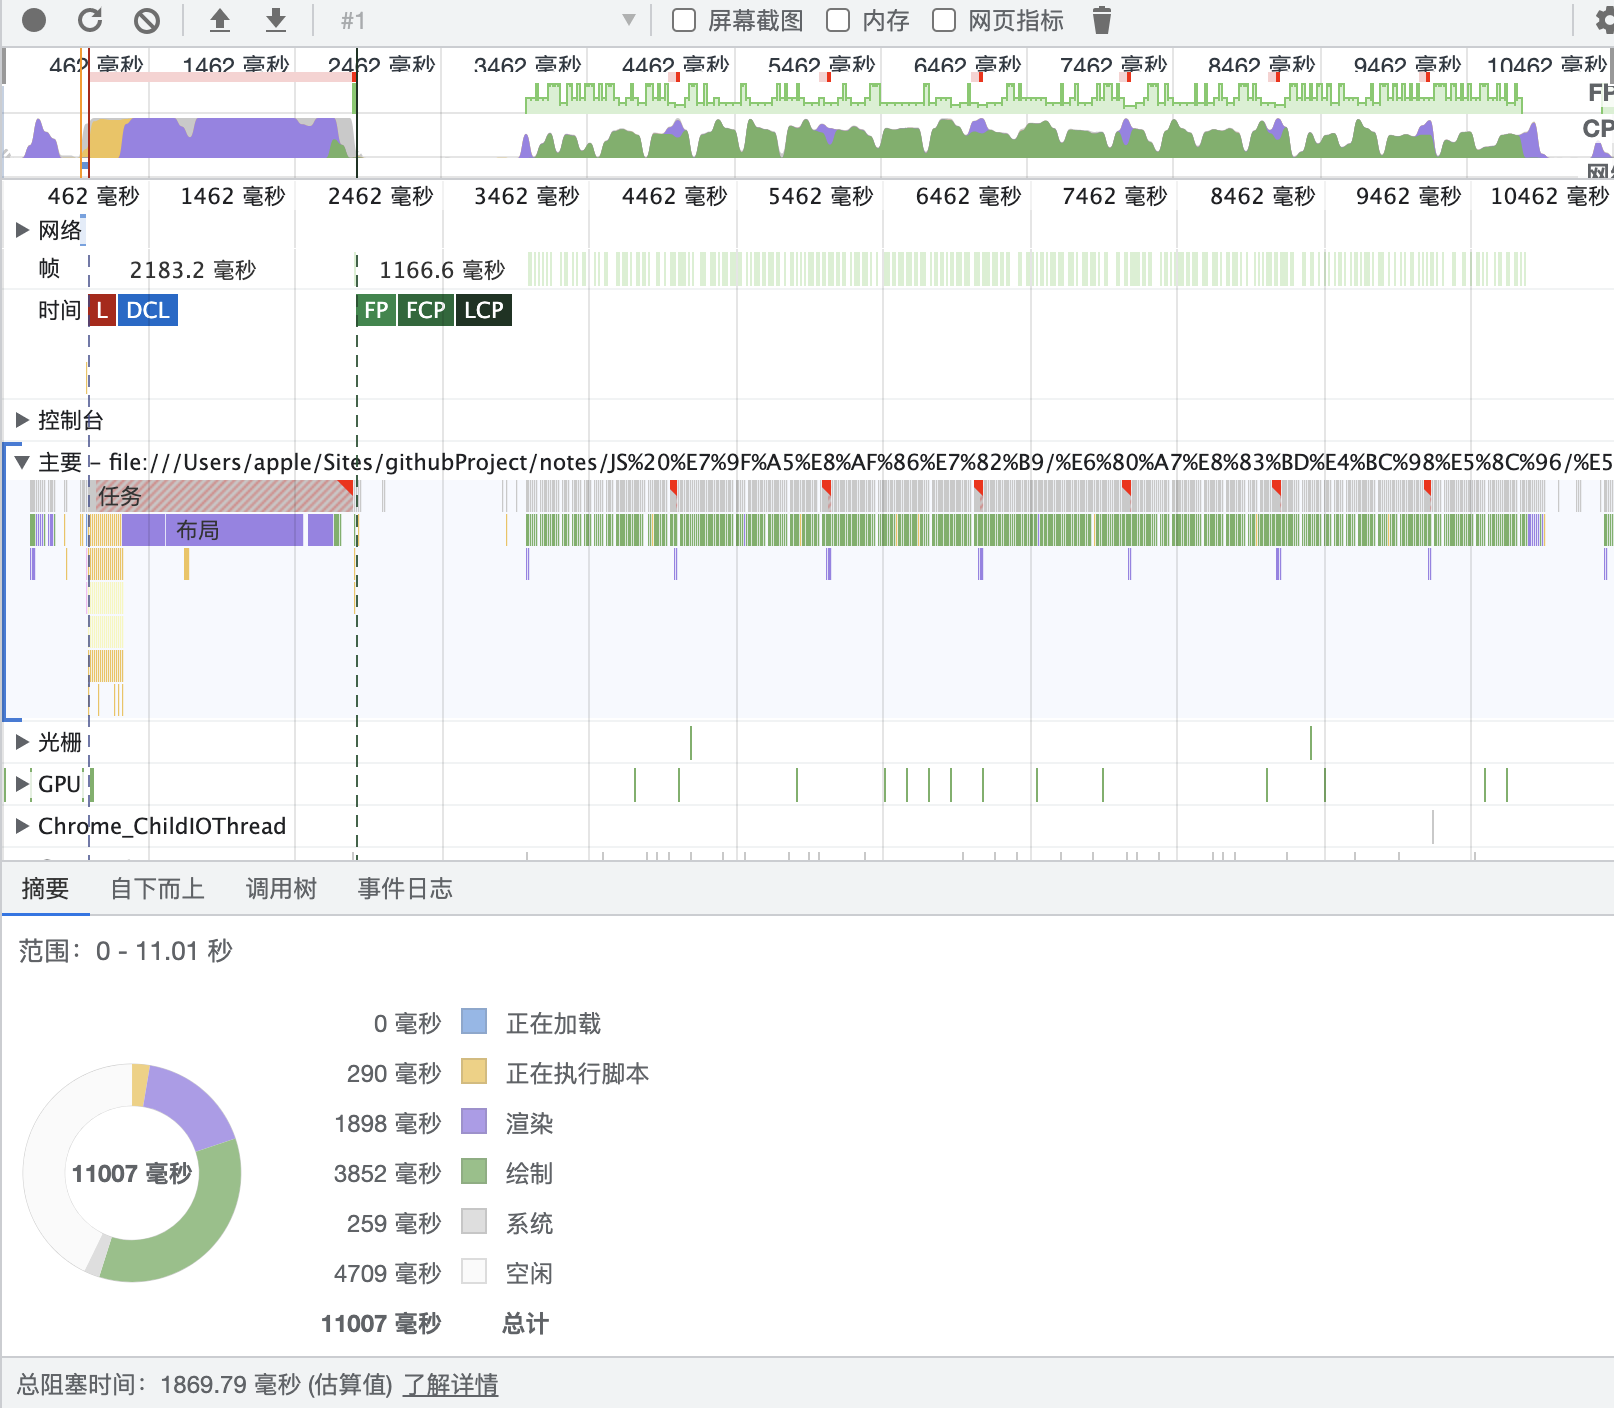 #1 屏幕截图 内存 网页指标
462 毫秒 1462 毫秒 2462 毫秒 3462 毫秒 4462 毫秒 5462 毫秒 6462 毫秒 7462 毫秒 8462 毫秒 9462 毫秒 10462 毫秒
FP
CP
网
462 毫秒 1462 毫秒 2462 毫秒 3462 毫秒 4462 毫秒 5462 毫秒 6462 毫秒 7462 毫秒 8462 毫秒 9462 毫秒 10462 毫秒
网络
帧 2183.2 毫秒 1166.6 毫秒
时间 L DCL FP FCP LCP
控制台
主要 – file:///Users/apple/Sites/githubProject/notes/JS%20%E7%9F%A5%E8%AF%86%E7%82%B9/%E6%80%A7%E8%83%BD%E4%BC%98%E5%8C%96/%E5
任务
布局
光栅
GPU
Chrome_ChildIOThread
摘要 自下而上 调用树 事件日志
范围：0 - 11.01 秒
0 毫秒 正在加载
290 毫秒 正在执行脚本
1898 毫秒 渲染
3852 毫秒 绘制
259 毫秒 系统
4709 毫秒 空闲
11007 毫秒 总计
11007 毫秒
总阻塞时间：1869.79 毫秒 (估算值) 了解详情